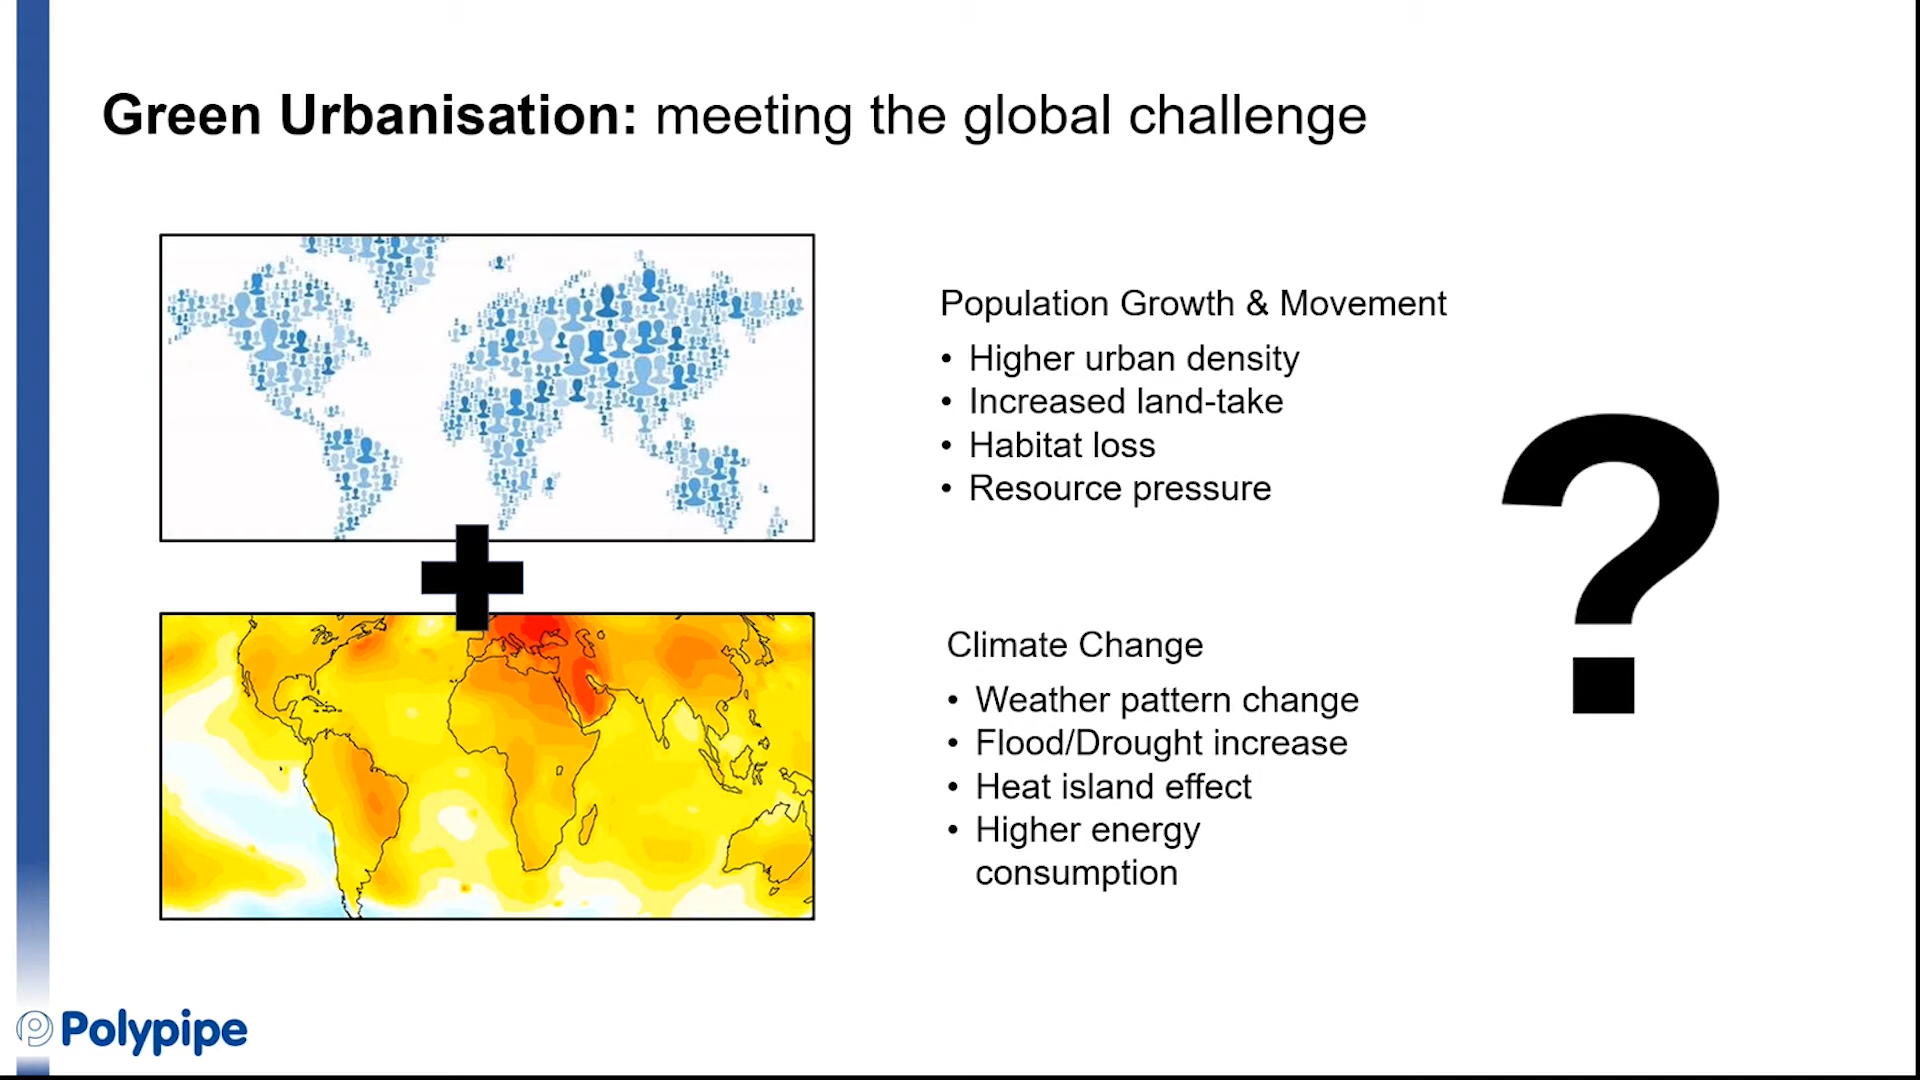 Green Urbanisation: meeting the global challenge
Population Growth & Movement
• Higher urban density
• Increased land-take
• Habitat loss
• Resource pressure
?
Climate Change
• Weather pattern change
• Flood/Drought increase
• Heat island effect
• Higher energy
consumption
Polypipe